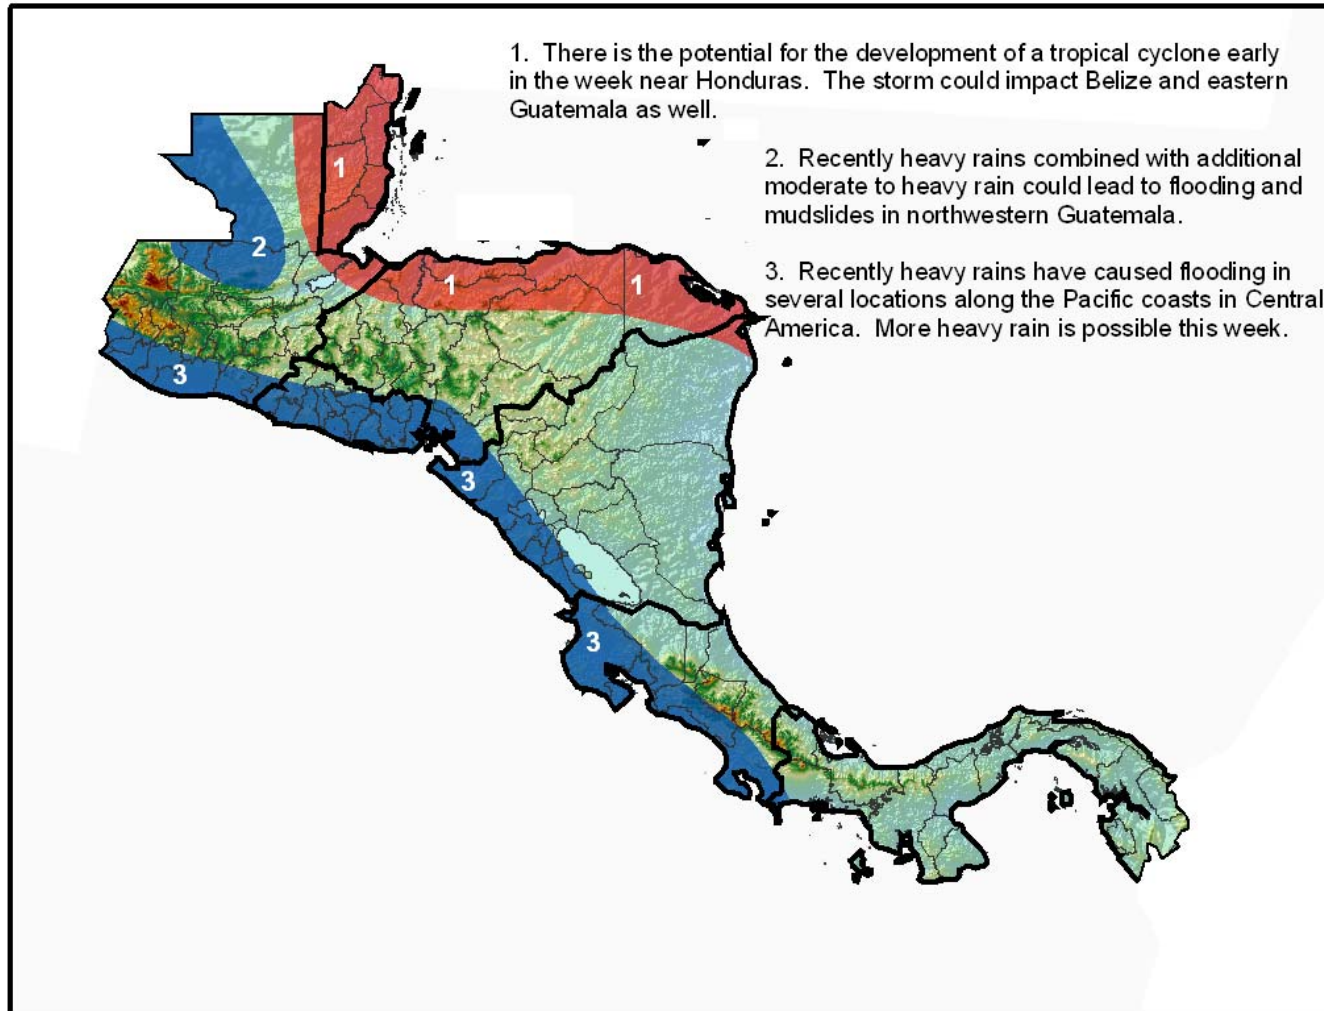 1.  There is the potential for the development of a tropical cyclone early
in the week near Honduras.  The storm could impact Belize and eastern
Guatemala as well.
2.  Recently heavy rains combined with additional
moderate to heavy rain could lead to flooding and
mudslides in northwestern Guatemala.
3.  Recently heavy rains have caused flooding in
several locations along the Pacific coasts in Central
America.  More heavy rain is possible this week.
1
2
1
1
3
3
3